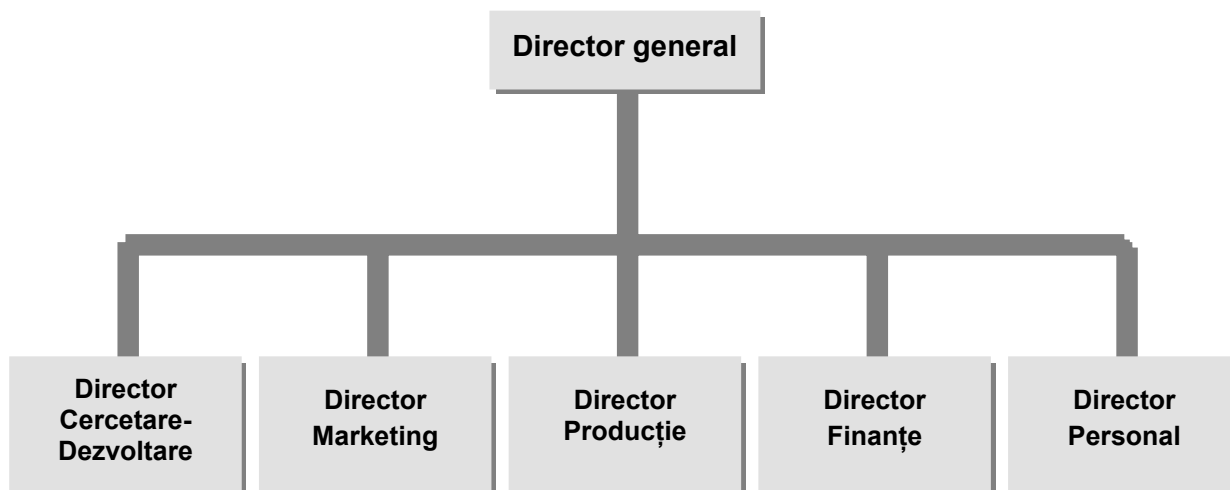 Director general
Director
Cercetare-
Dezvoltare
Director
Marketing
Director
Producție
Director
Finanțe
Director
Personal